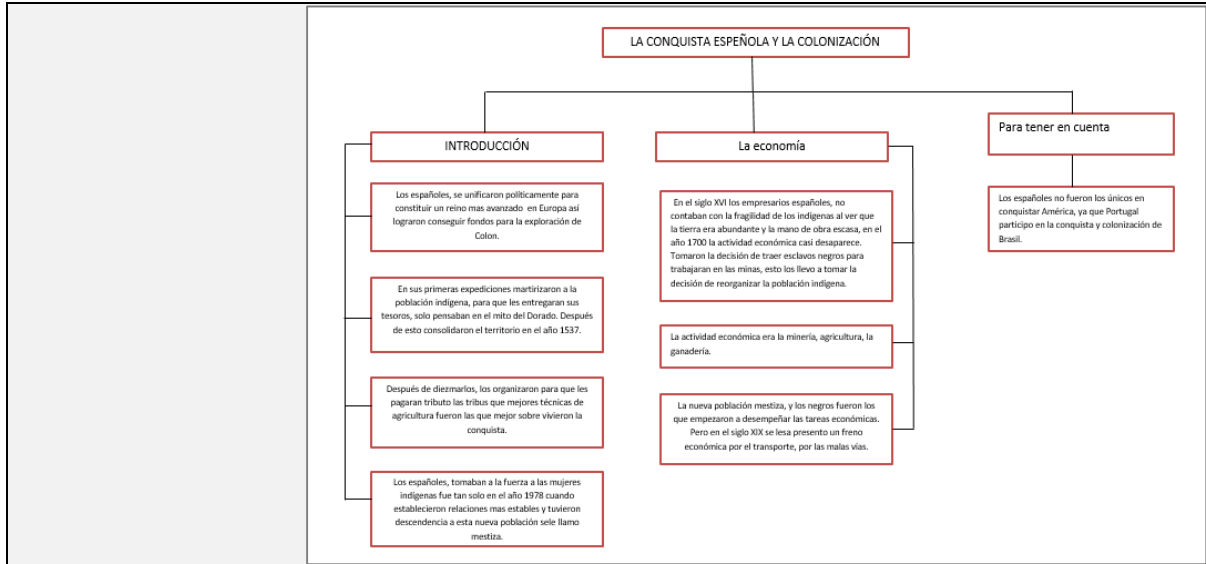 LA CONQUISTA ESPAÑOLA Y LA COLONIZACIÓN
INTRODUCCIÓN
Los españoles, se unificaron políticamente para
constituir un reino mas avanzado en Europa así
lograron conseguir fondos para la exploración de
Colon.
En sus primeras expediciones martirizaron a la
población indígena, para que les entregaran sus
tesoros, solo pensaban en el mito del Dorado. Después
de esto consolidaron el territorio en el año 1537.
Después de diezmarlos, los organizaron para que les
pagaran tributo las tribus que mejores técnicas de
agricultura fueron las que mejor sobre vivieron la
conquista.
Los españoles, tomaban a la fuerza a las mujeres
indígenas fue tan solo en el año 1978 cuando
establecieron relaciones mas estables y tuvieron
descendencia a esta nueva población sele llamo
mestiza.
La economía
En el siglo XVI los empresarios españoles, no
contaban con la fragilidad de los indígenas al ver que
la tierra era abundante y la mano de obra escasa, en el
año 1700 la actividad económica casi desaparece.
Tomaron la decisión de traer esclavos negros para
trabajaran en las minas, esto los llevo a tomar la
decisión de reorganizar la población indígena.
La actividad económica era la minería, agricultura, la
ganadería.
La nueva población mestiza, y los negros fueron los
que empezaron a desempeñar las tareas económicas.
Pero en el siglo XIX se lesa presento un freno
económica por el transporte, por las malas vías.
Para tener en cuenta
Los españoles no fueron los únicos en
conquistar América, ya que Portugal
participo en la conquista y colonización de
Brasil.